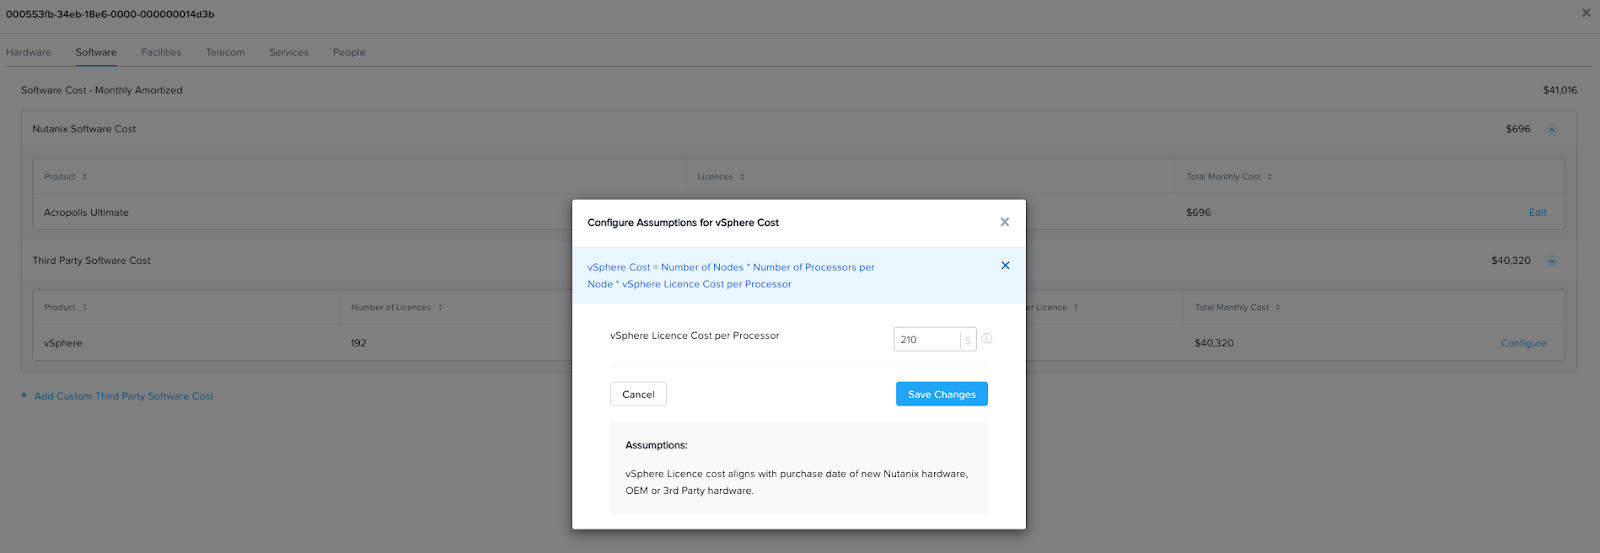 000553fb-34eb-18e6-0000-000000014d3b
Hardware Software Facilities Telecom Services People
Software Cost - Monthly Amortized $41,016
Nutanix Software Cost $696
Product Licences Total Monthly Cost
Acropolis Ultimate $696 Edit
Third Party Software Cost $40,320
Product Number of Licences er Licence Total Monthly Cost
vSphere 192 $40,320 Configure
+ Add Custom Third Party Software Cost
Configure Assumptions for vSphere Cost
vSphere Cost = Number of Nodes * Number of Processors per
Node * vSphere Licence Cost per Processor
vSphere Licence Cost per Processor 210 $
Cancel Save Changes
Assumptions:
vSphere Licence cost aligns with purchase date of new Nutanix hardware,
OEM or 3rd Party hardware.